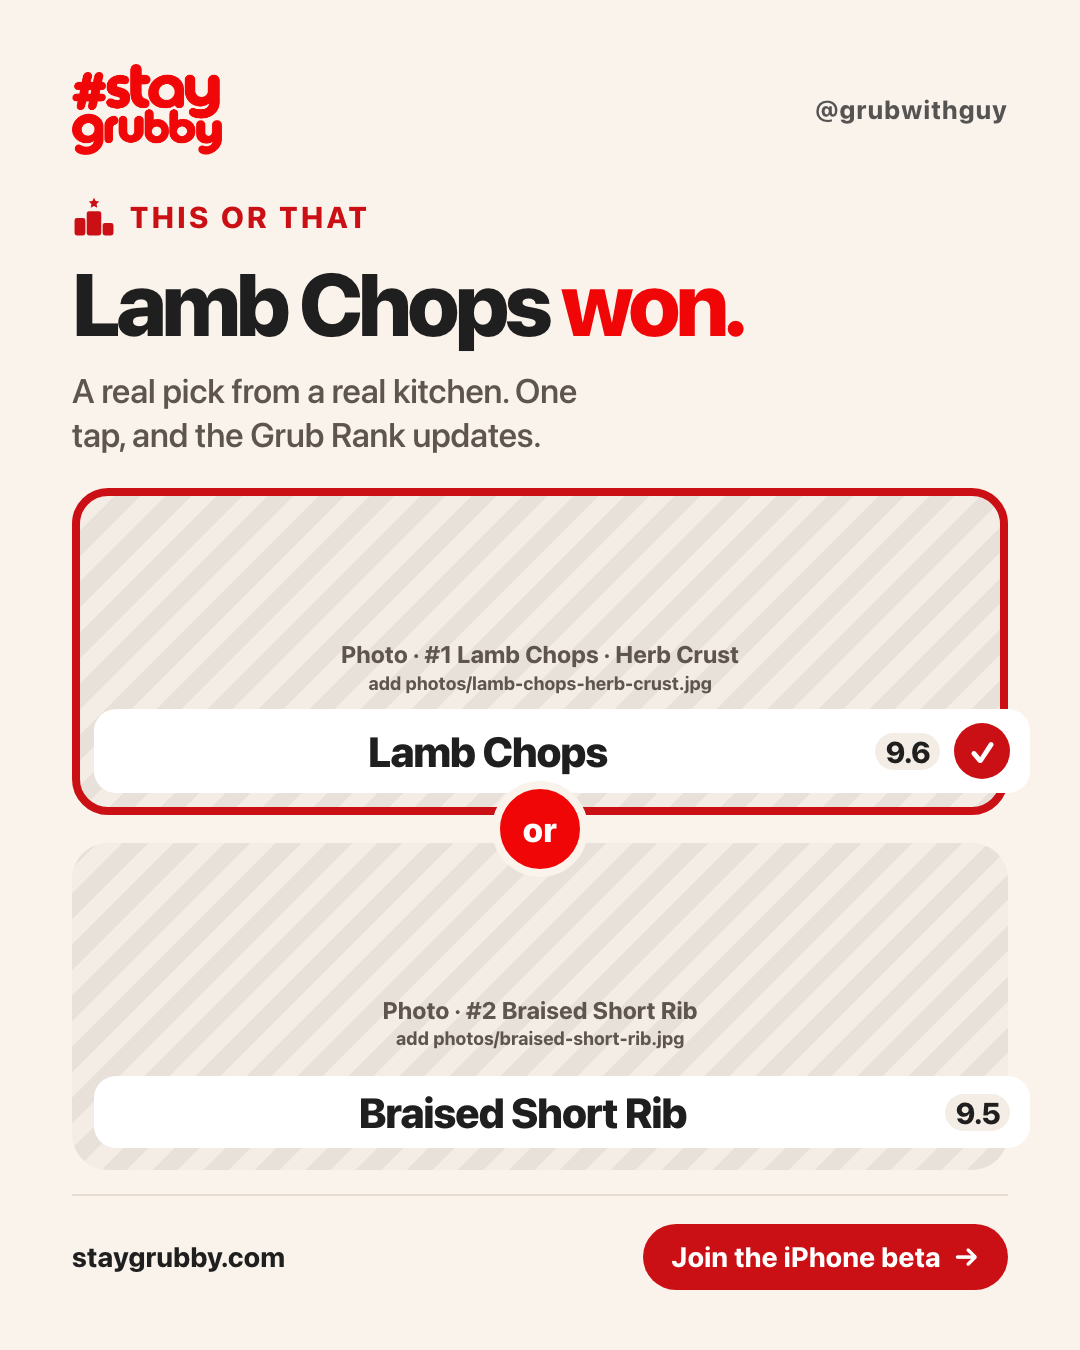 #stay
grubby
@grubwithguy
THIS OR THAT
Lamb Chops won.
A real pick from a real kitchen. One
tap, and the Grub Rank updates.
Photo · #1 Lamb Chops · Herb Crust
add photos/lamb-chops-herb-crust.jpg
Lamb Chops 9.6
or
Photo · #2 Braised Short Rib
add photos/braised-short-rib.jpg
Braised Short Rib 9.5
staygrubby.com
Join the iPhone beta →